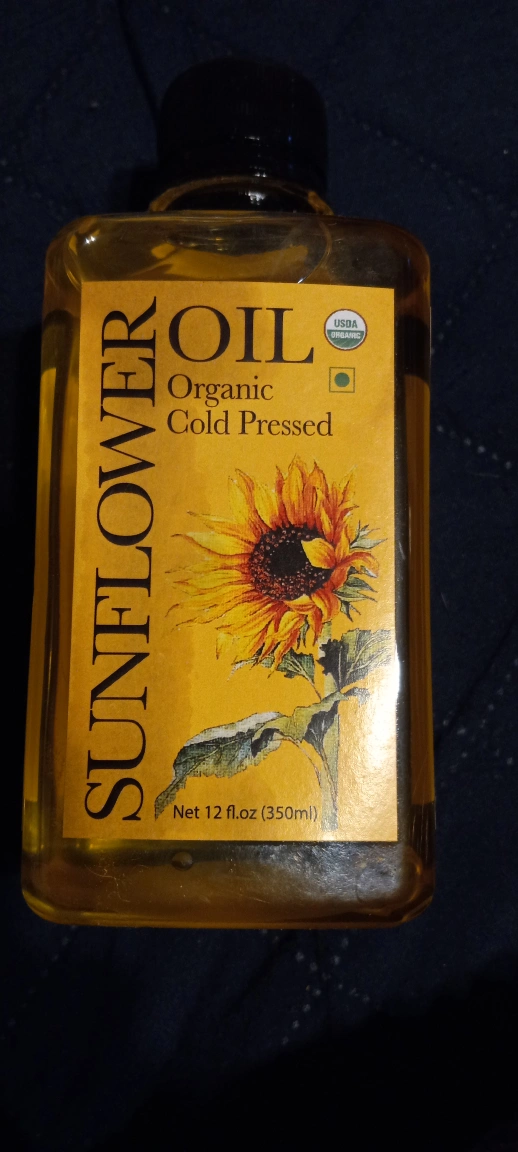 SUNFLOWER
OIL
USDA
ORGANIC
Organic
Cold Pressed
Net 12 fl.oz (350ml)